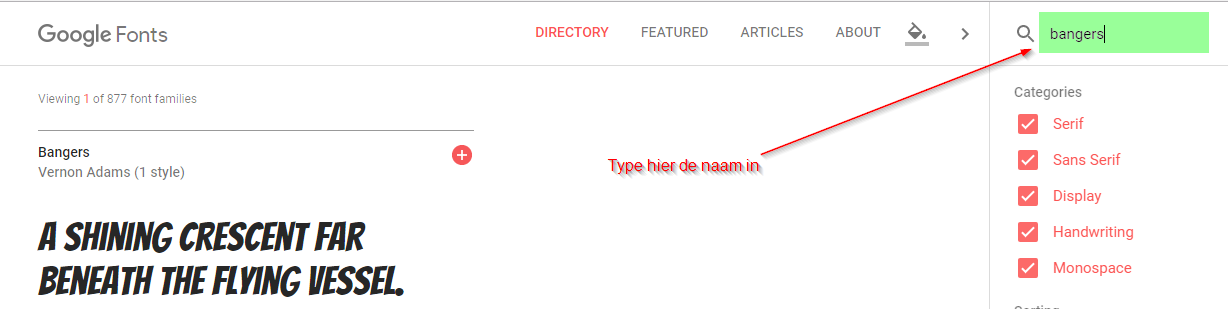 Google Fonts
DIRECTORY
FEATURED
ARTICLES
ABOUT
bangers
Viewing 1 of 877 font families
Bangers
Vernon Adams (1 style)
A SHINING CRESCENT FAR
BENEATH THE FLYING VESSEL.
Type hier de naam in
Categories
Serif
Sans Serif
Display
Handwriting
Monospace